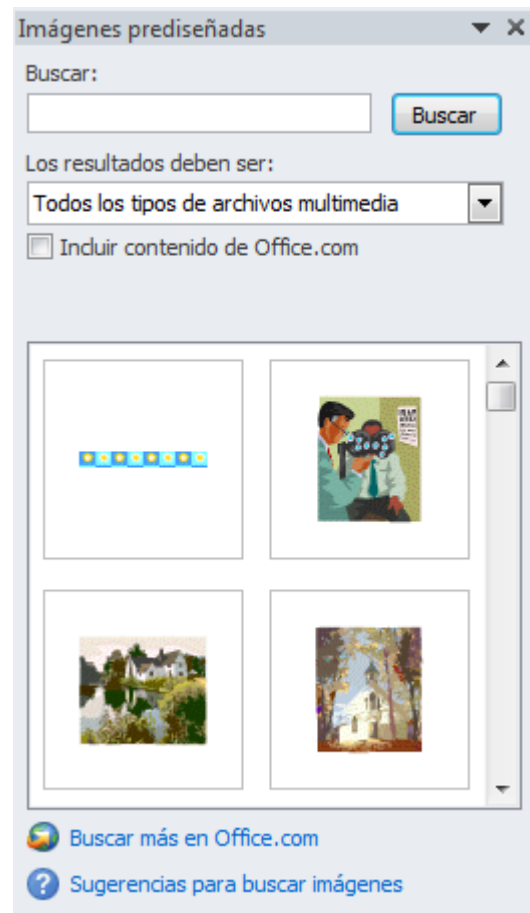 Imágenes prediseñadas
Buscar:
Buscar
Los resultados deben ser:
Todos los tipos de archivos multimedia
Incluir contenido de Office.com
Buscar más en Office.com
Sugerencias para buscar imágenes